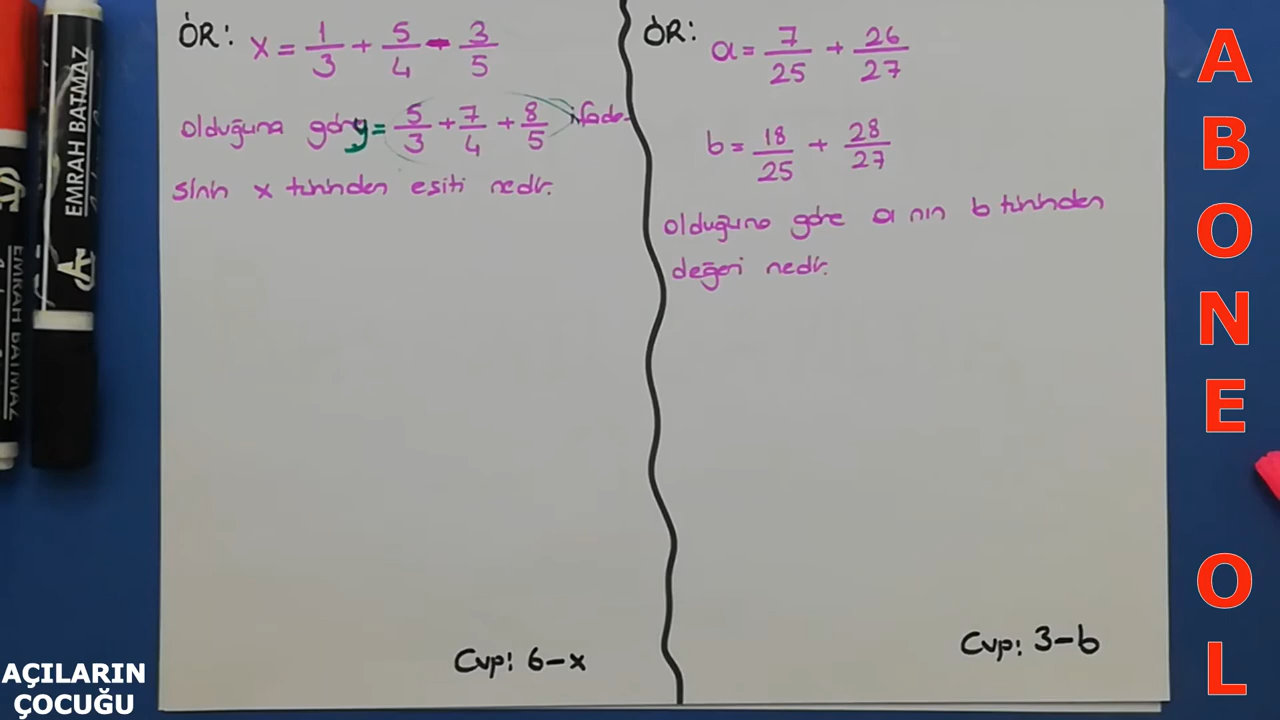 ÖR: x = 1/3 + 5/4 - 3/5
olduğuna göre y = 5/3 + 7/4 + 8/5 ifade-
sinin x türünden eşiti nedir.
Cvp: 6-x
ÖR: a = 7/25 + 26/27
b = 18/25 + 28/27
olduğuna göre a nın b türünden
değeri nedir.
Cvp: 3-b
EMRAH BATMAZ
EMRAH BATMAZ
AÇILARIN
ÇOCUĞU
ABONE OL